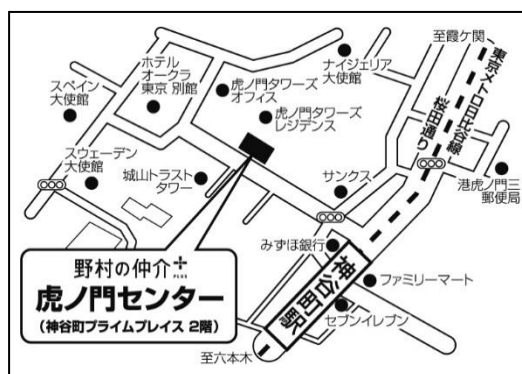 至霞ケ関
東京メトロ日比谷線
桜田通り
ナイジェリア
大使館
ホテル
オークラ
東京 別館
虎ノ門タワーズ
オフィス
スペイン
大使館
虎ノ門タワーズ
レジデンス
スウェーデン
大使館
城山トラスト
タワー
サンクス
港虎ノ門三
郵便局
みずほ銀行
神谷町駅
ファミリーマート
セブンイレブン
至六本木
野村の仲介+
PLUS
虎ノ門センター
(神谷町プライムプレイス 2階)